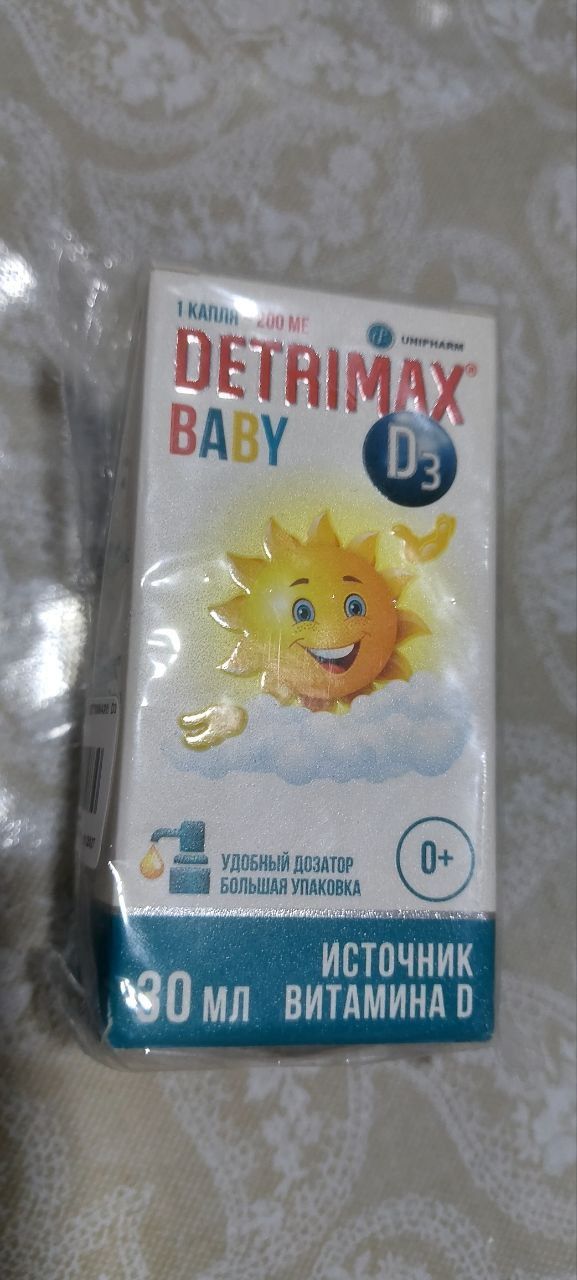 1 КАПЛЯ - 200 МЕ
UNIPHARM
DETRIMAX®
BABY
D3
0+
УДОБНЫЙ ДОЗАТОР
БОЛЬШАЯ УПАКОВКА
ИСТОЧНИК
30 МЛ ВИТАМИНА D